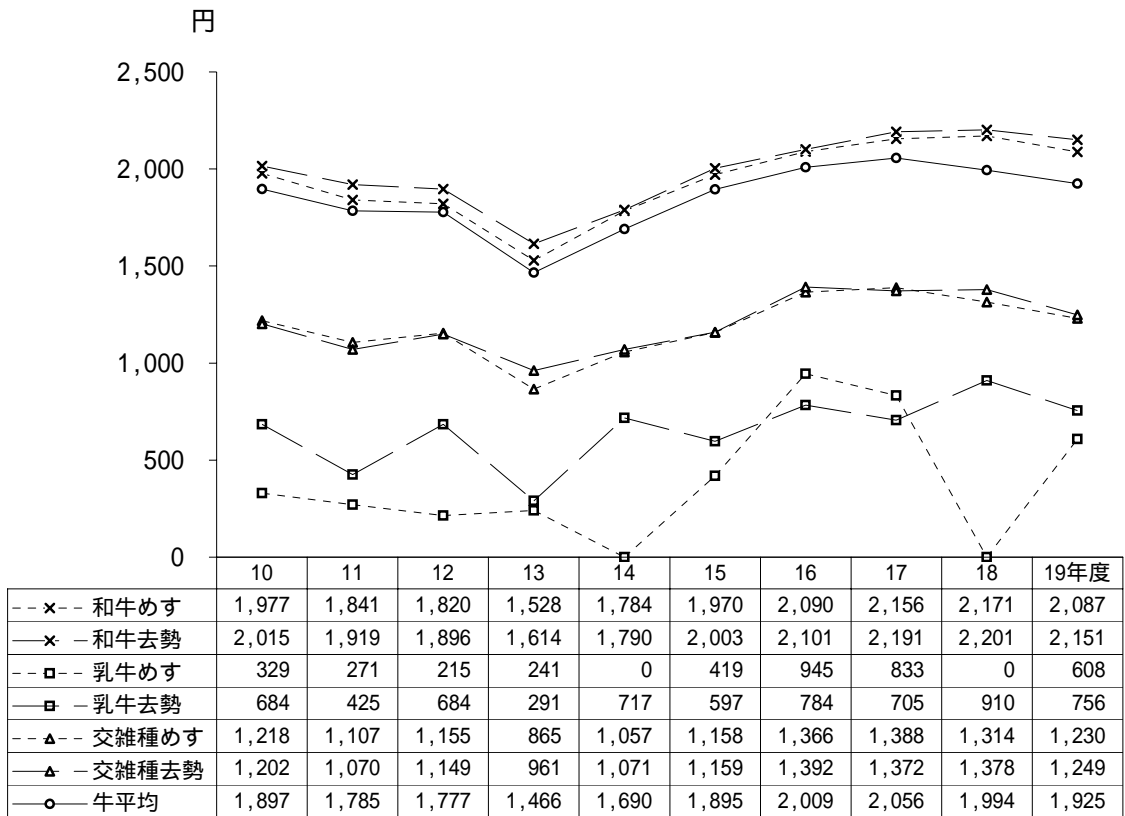 円
2,500
2,000
1,500
1,000
500
0
10 11 12 13 14 15 16 17 18 19年度
和牛めす 1,977 1,841 1,820 1,528 1,784 1,970 2,090 2,156 2,171 2,087
和牛去勢 2,015 1,919 1,896 1,614 1,790 2,003 2,101 2,191 2,201 2,151
乳牛めす 329 271 215 241 0 419 945 833 0 608
乳牛去勢 684 425 684 291 717 597 784 705 910 756
交雑種めす 1,218 1,107 1,155 865 1,057 1,158 1,366 1,388 1,314 1,230
交雑種去勢 1,202 1,070 1,149 961 1,071 1,159 1,392 1,372 1,378 1,249
牛平均 1,897 1,785 1,777 1,466 1,690 1,895 2,009 2,056 1,994 1,925